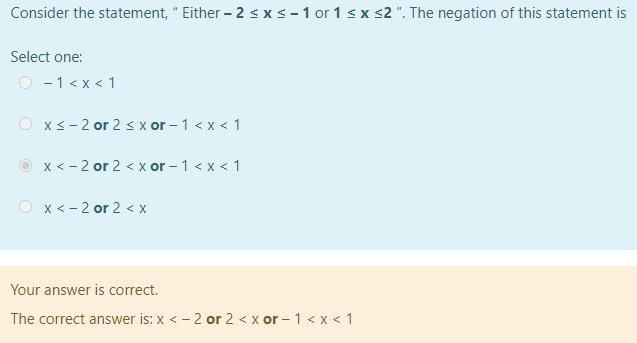 Consider the statement, “ Either – 2 ≤ x ≤ – 1 or 1 ≤ x ≤2 “. The negation of this statement is
Select one:
– 1 < x < 1
x ≤ – 2 or 2 ≤ x or – 1 < x < 1
x < – 2 or 2 < x or – 1 < x < 1
x < – 2 or 2 < x
Your answer is correct.
The correct answer is: x < – 2 or 2 < x or – 1 < x < 1